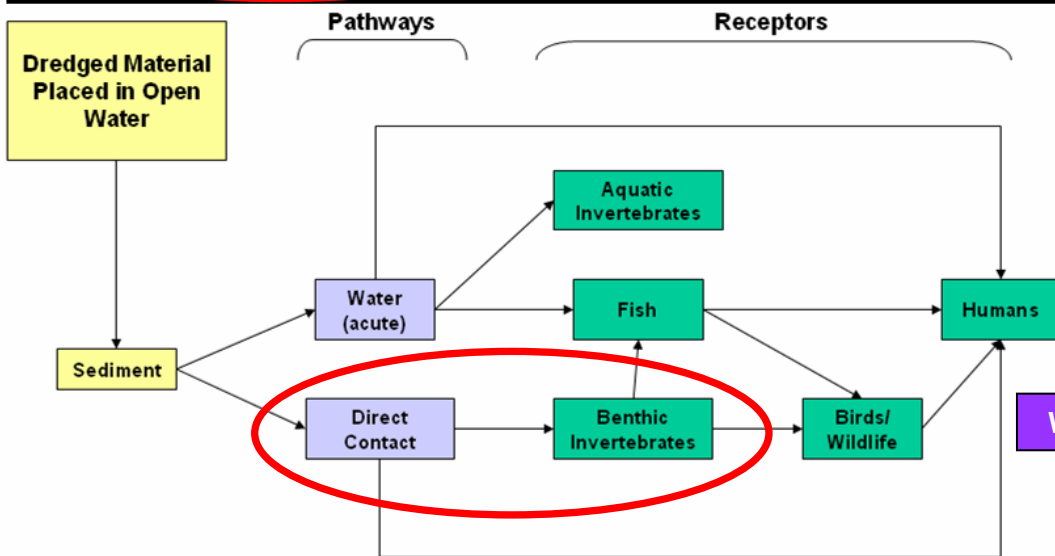 Pathways
Receptors
Dredged Material
Placed in Open
Water
Aquatic
Invertebrates
Water
(acute)
Fish
Humans
Sediment
Direct
Contact
Benthic
Invertebrates
Birds/
Wildlife